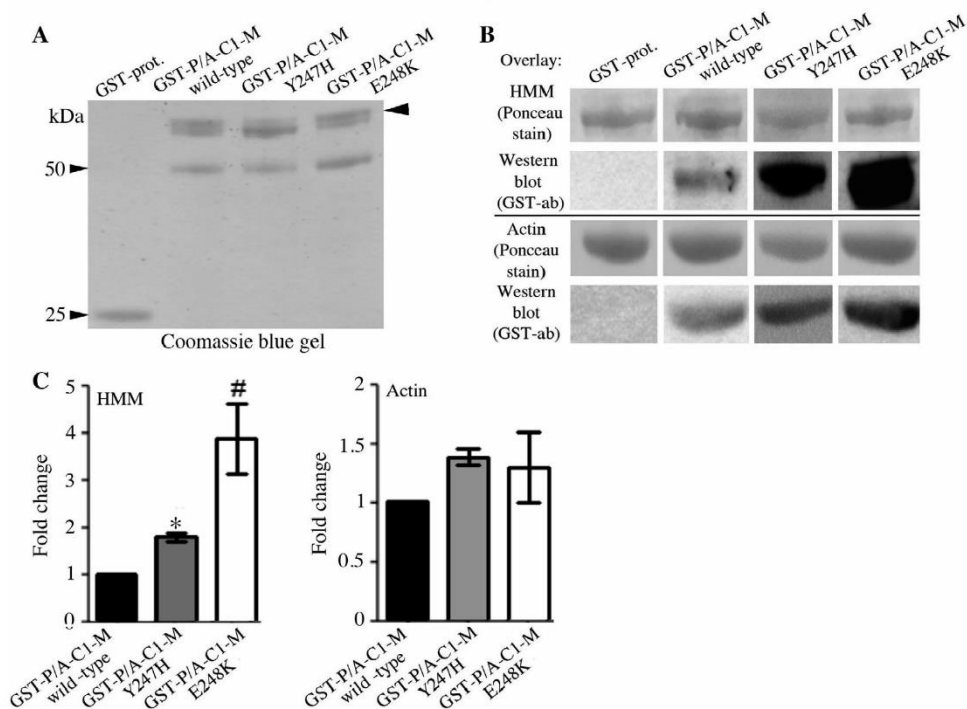 A
GST-prot.
GST-P/A-C1-M
wild-type
GST-P/A-C1-M
Y247H
GST-P/A-C1-M
E248K
kDa
50
25
Coomassie blue gel
B
Overlay:
GST-prot.
GST-P/A-C1-M
wild-type
GST-P/A-C1-M
Y247H
GST-P/A-C1-M
E248K
HMM
(Ponceau
stain)
Western
blot
(GST-ab)
Actin
(Ponceau
stain)
Western
blot
(GST-ab)
C
HMM
Fold change
5
4
3
2
1
0
*
#
GST-P/A-C1-M
wild -type
GST-P/A-C1-M
Y247H
GST-P/A-C1-M
E248K
Actin
Fold change
2
1.5
1
0.5
0
GST-P/A-C1-M
wild -type
GST-P/A-C1-M
Y247H
GST-P/A-C1-M
E248K